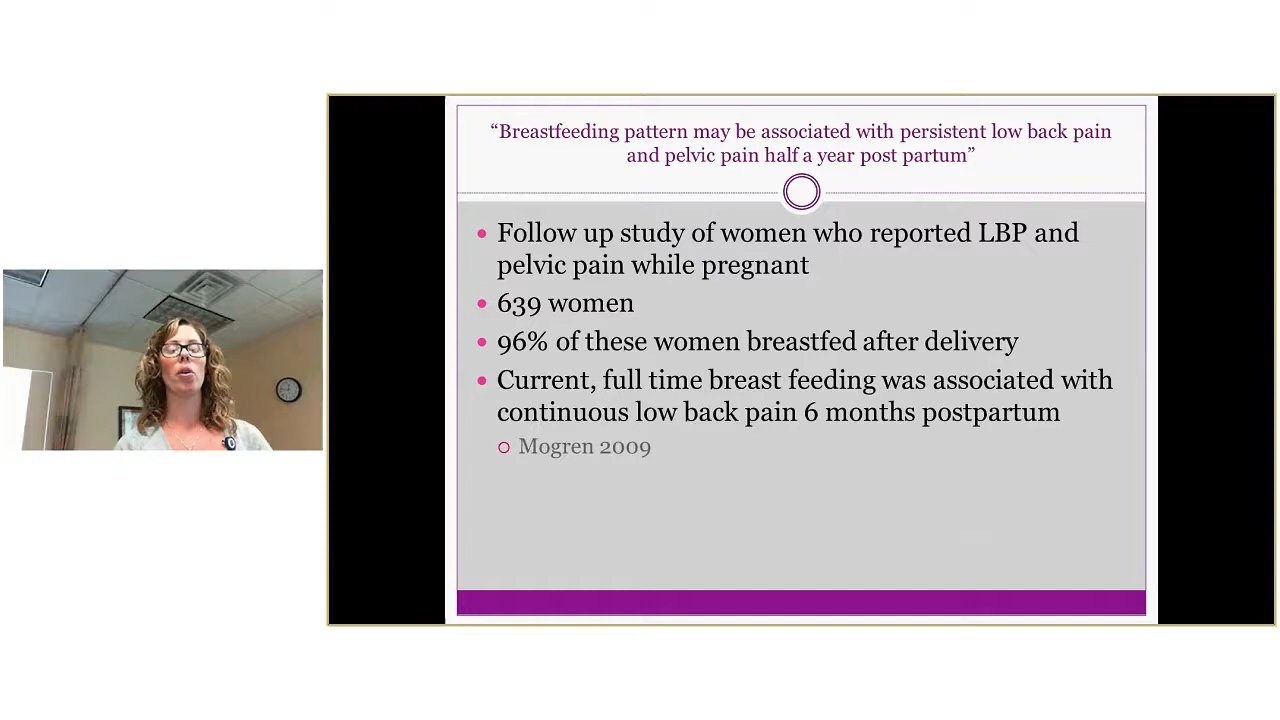 “Breastfeeding pattern may be associated with persistent low back pain
and pelvic pain half a year post partum”
Follow up study of women who reported LBP and
pelvic pain while pregnant
639 women
96% of these women breastfed after delivery
Current, full time breast feeding was associated with
continuous low back pain 6 months postpartum
Mogren 2009